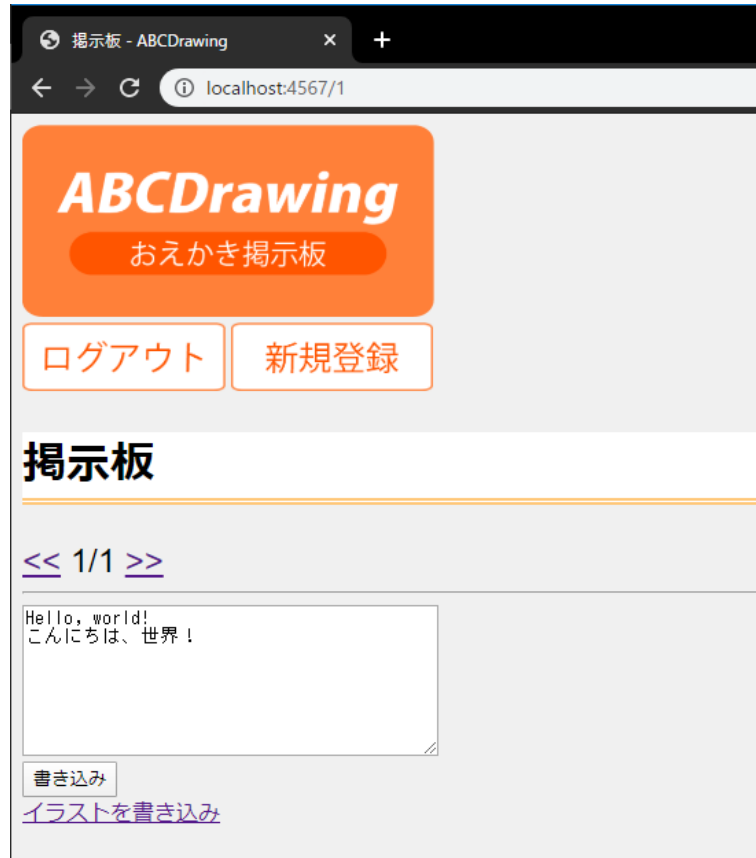 掲示板 - ABCDrawing
localhost:4567/1
ABCDrawing
おえかき掲示板
ログアウト 新規登録
掲示板
<< 1/1 >>
Hello, world!
こんにちは、世界！
書き込み
イラストを書き込み